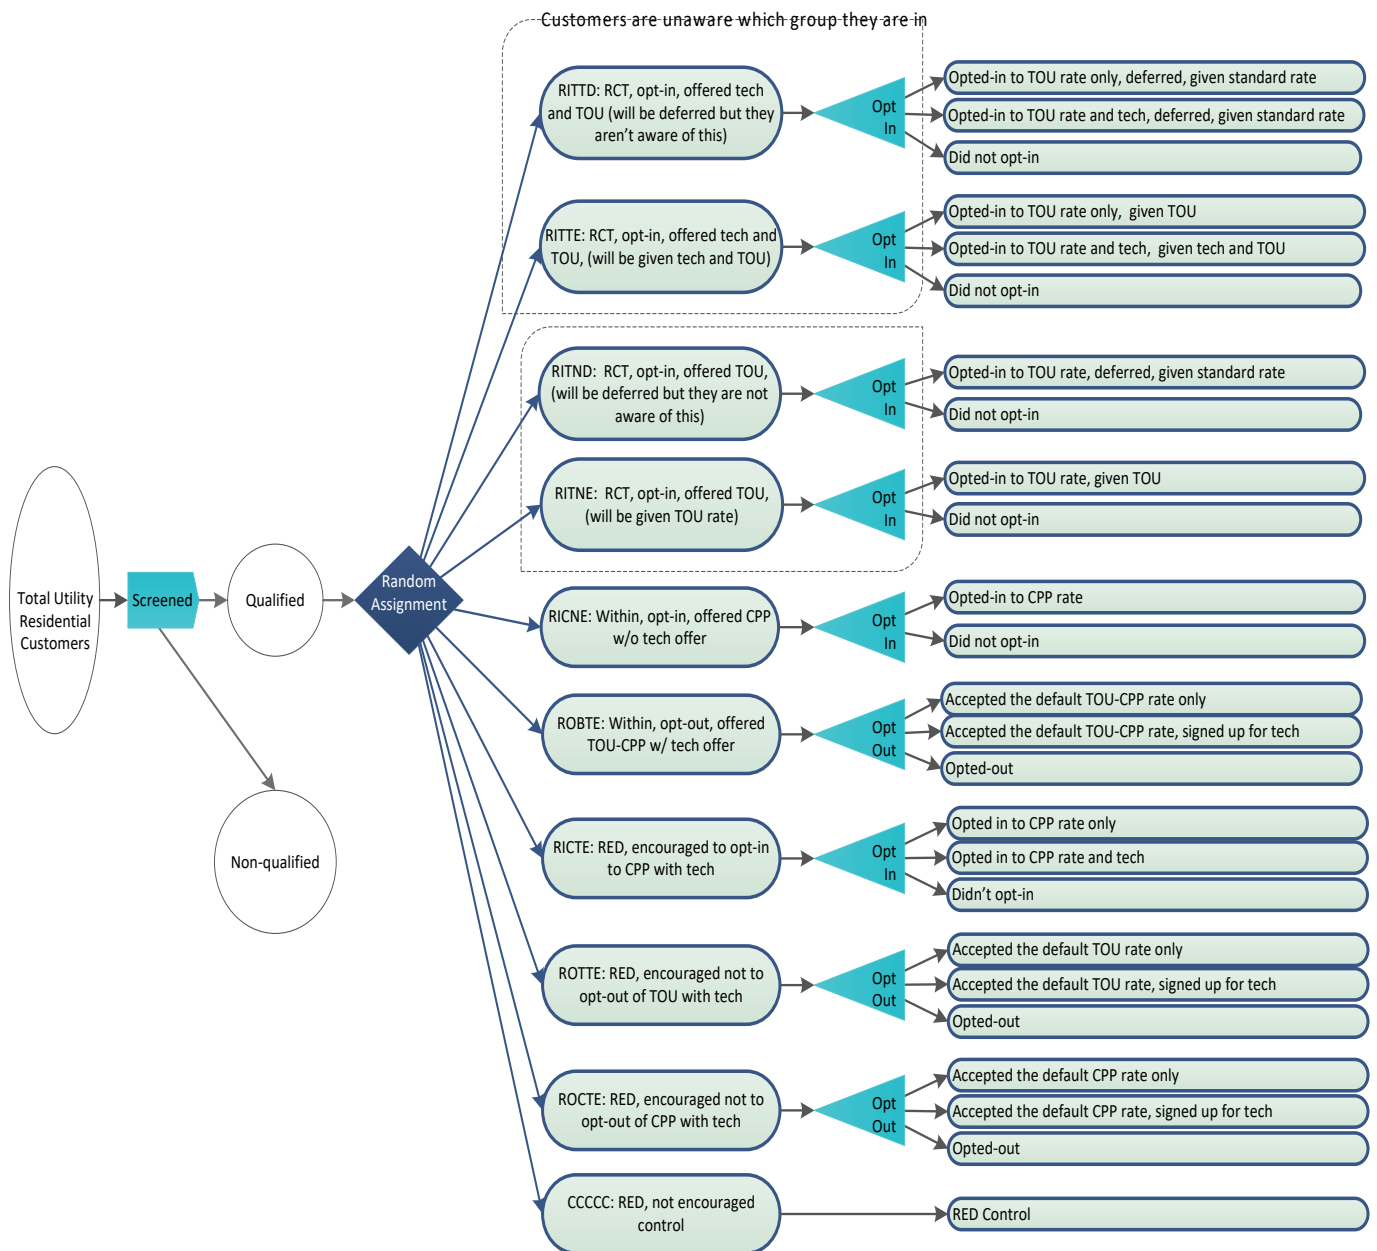 Customers are unaware which group they are in
RITTD: RCT, opt-in, offered tech
and TOU (will be deferred but they
aren't aware of this)
Opt
In
Opted-in to TOU rate only, deferred, given standard rate
Opted-in to TOU rate and tech, deferred, given standard rate
Did not opt-in
RITTE: RCT, opt-in, offered tech and
TOU, (will be given tech and TOU)
Opt
In
Opted-in to TOU rate only, given TOU
Opted-in to TOU rate and tech, given tech and TOU
Did not opt-in
RITND: RCT, opt-in, offered TOU,
(will be deferred but they are not
aware of this)
Opt
In
Opted-in to TOU rate, deferred, given standard rate
Did not opt-in
RITNE: RCT, opt-in, offered TOU,
(will be given TOU rate)
Opt
In
Opted-in to TOU rate, given TOU
Did not opt-in
Total Utility
Residential
Customers
Screened
Qualified
Random
Assignment
Non-qualified
RICNE: Within, opt-in, offered CPP
w/o tech offer
Opt
In
Opted-in to CPP rate
Did not opt-in
ROBTE: Within, opt-out, offered
TOU-CPP w/ tech offer
Opt
Out
Accepted the default TOU-CPP rate only
Accepted the default TOU-CPP rate, signed up for tech
Opted-out
RICTE: RED, encouraged to opt-in
to CPP with tech
Opt
In
Opted in to CPP rate only
Opted in to CPP rate and tech
Didn't opt-in
ROTTE: RED, encouraged not to
opt-out of TOU with tech
Opt
Out
Accepted the default TOU rate only
Accepted the default TOU rate, signed up for tech
Opted-out
ROCTE: RED, encouraged not to
opt-out of CPP with tech
Opt
Out
Accepted the default CPP rate only
Accepted the default CPP rate, signed up for tech
Opted-out
CCCCC: RED, not encouraged
control
RED Control